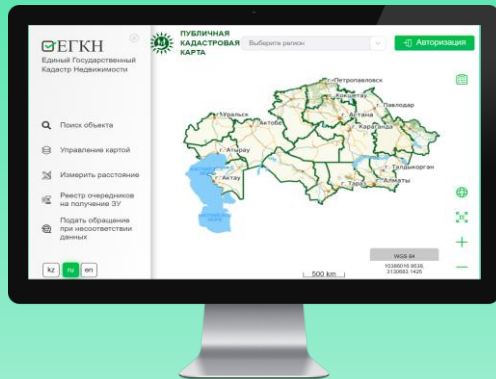 ЕГКН
Единый Государственный
Кадастр Недвижимости
Поиск объекта
Управление картой
Измерить расстояние
Реестр очередников
на получение ЗУ
Подать обращение
при несоответствии
данных
kz ru en
ПУБЛИЧНАЯ
КАДАСТРОВАЯ
КАРТА
Выберите регион
Авторизация
г.Петропавловск
г. Кокшетау
г. Павлодар
г. Астана
г. Караганда
г.Уральск
г.Актобе
г. Атырау
г.Актау
г. Талдыкорган
г. Алматы
г. Тараз
500 km
WGS 84